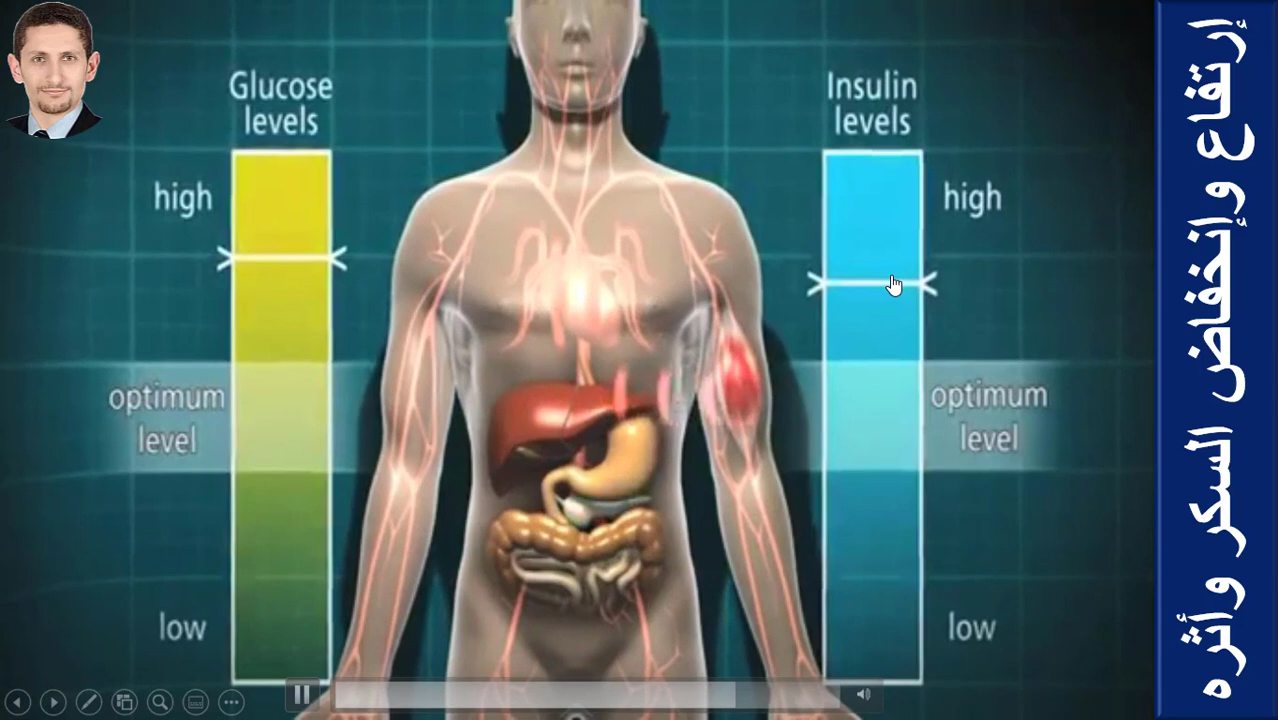 Glucose
levels
high
optimum
level
low
Insulin
levels
high
optimum
level
low
إرتفاع وإنخفاض السكر وأثره